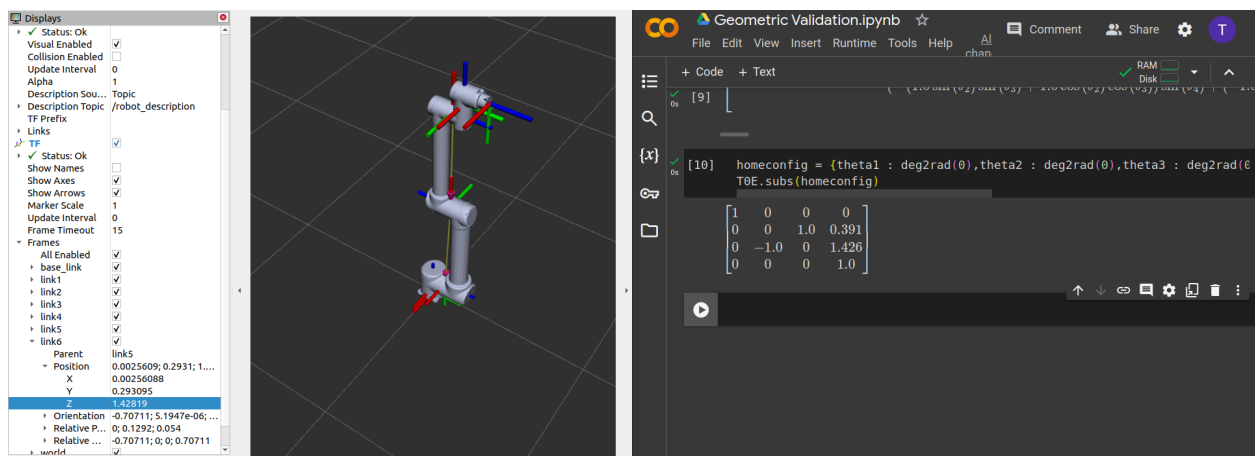 Displays
Status: Ok
Visual Enabled
Collision Enabled
Update Interval 0
Alpha 1
Description Sou... Topic
Description Topic /robot_description
TF Prefix
Links
TF
Status: Ok
Show Names
Show Axes
Show Arrows
Marker Scale 1
Update Interval 0
Frame Timeout 15
Frames
All Enabled
base_link
link1
link2
link3
link4
link5
link6
Parent link5
Position 0.0025609; 0.2931; 1....
X 0.00256088
Y 0.293095
Z 1.42819
Orientation -0.70711; 5.1947e-06; ...
Relative P... 0; 0.1292; 0.054
Relative ... -0.70711; 0; 0; 0.70711
world
CO Geometric Validation.ipynb
File Edit View Insert Runtime Tools Help
Comment Share T
+ Code + Text
RAM
Disk
[9]
0s
{x}
[10] homeconfig = {theta1 : deg2rad(0),theta2 : deg2rad(0),theta3 : deg2rad(0
0s T0E.subs(homeconfig)
1 0 0 0
0 0 1.0 0.391
0 −1.0 0 1.426
0 0 0 1.0